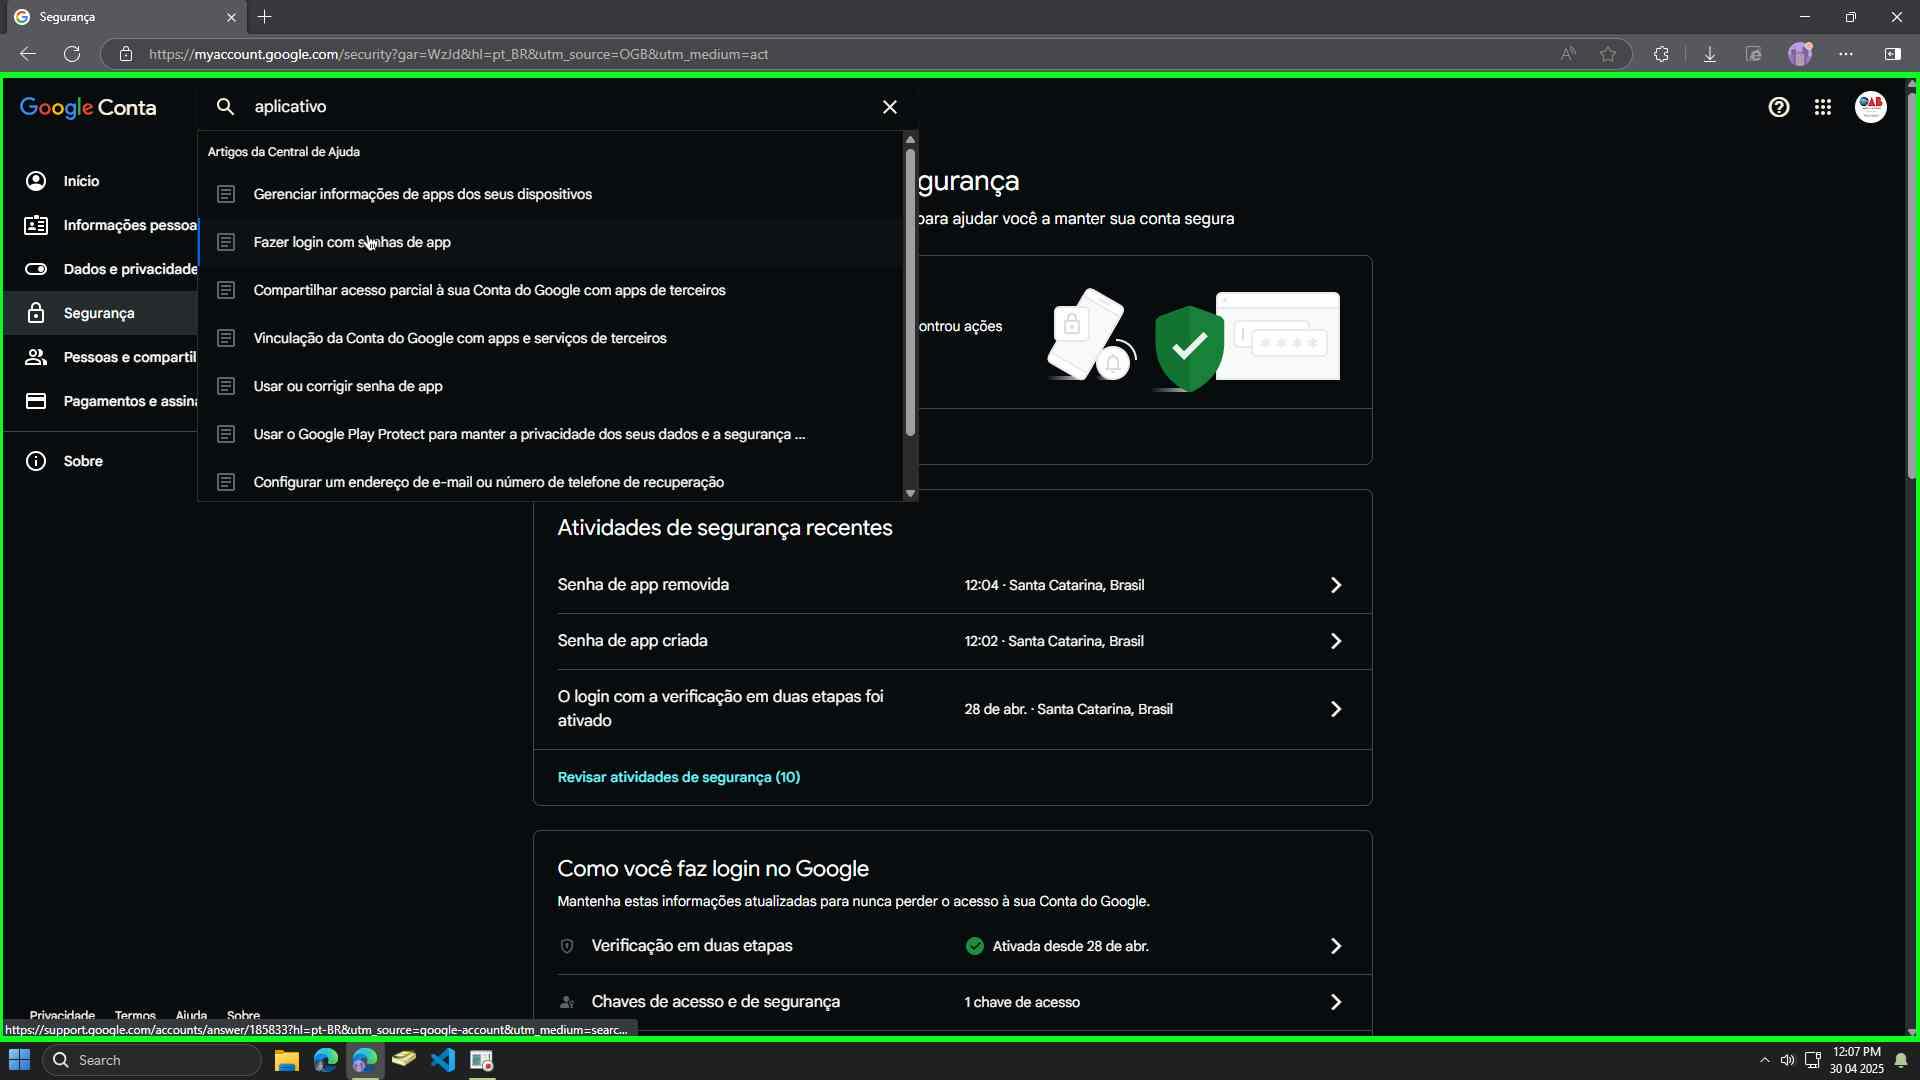 Segurança
https://myaccount.google.com/security?gar=WzJd&hl=pt_BR&utm_source=OGB&utm_medium=act
Google Conta
aplicativo
Artigos da Central de Ajuda
Gerenciar informações de apps dos seus dispositivos
Fazer login com senhas de app
Compartilhar acesso parcial à sua Conta do Google com apps de terceiros
Vinculação da Conta do Google com apps e serviços de terceiros
Usar ou corrigir senha de app
Usar o Google Play Protect para manter a privacidade dos seus dados e a segurança ...
Configurar um endereço de e-mail ou número de telefone de recuperação
Início
Informações pessoa
Dados e privacidade
Segurança
Pessoas e compartil
Pagamentos e assina
Sobre
gurança
para ajudar você a manter sua conta segura
ontrou ações
Atividades de segurança recentes
Senha de app removida
12:04 · Santa Catarina, Brasil
Senha de app criada
12:02 · Santa Catarina, Brasil
O login com a verificação em duas etapas foi
ativado
28 de abr. · Santa Catarina, Brasil
Revisar atividades de segurança (10)
Como você faz login no Google
Mantenha estas informações atualizadas para nunca perder o acesso à sua Conta do Google.
Verificação em duas etapas
Ativada desde 28 de abr.
Chaves de acesso e de segurança
1 chave de acesso
Privacidade Termos Ajuda Sobre
https://support.google.com/accounts/answer/185833?hl=pt-BR&utm_source=google-account&utm_medium=searc...
Search
12:07 PM
30 04 2025
OAB